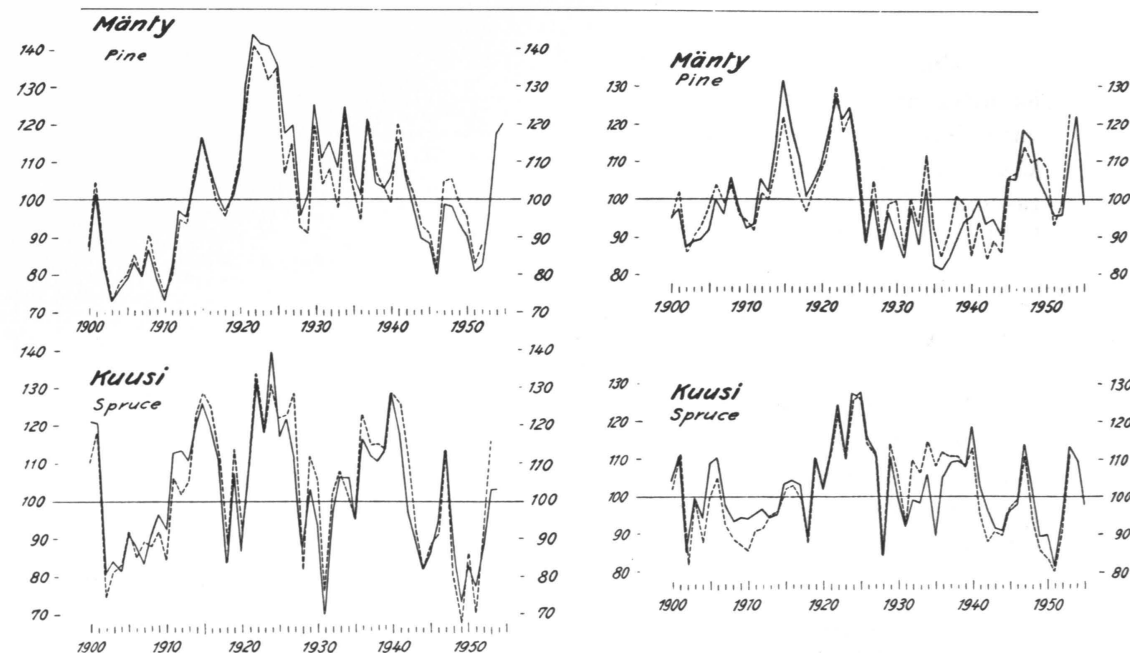 Mänty
Pine
140 - - 140
130 - - 130
120 - - 120
110 - - 110
100 - - 100
90 - - 90
80 - - 80
70 - - 70
1900 1910 1920 1930 1940 1950
Mänty
Pine
130 - - 130
120 - - 120
110 - - 110
100 - - 100
90 - - 90
80 - - 80
1900 1910 1920 1930 1940 1950
Kuusi
Spruce
140 - - 140
130 - - 130
120 - - 120
110 - - 110
100 - - 100
90 - - 90
80 - - 80
70 - - 70
1900 1910 1920 1930 1940 1950
Kuusi
Spruce
130 - - 130
120 - - 120
110 - - 110
100 - - 100
90 - - 90
80 - - 80
1900 1910 1920 1930 1940 1950